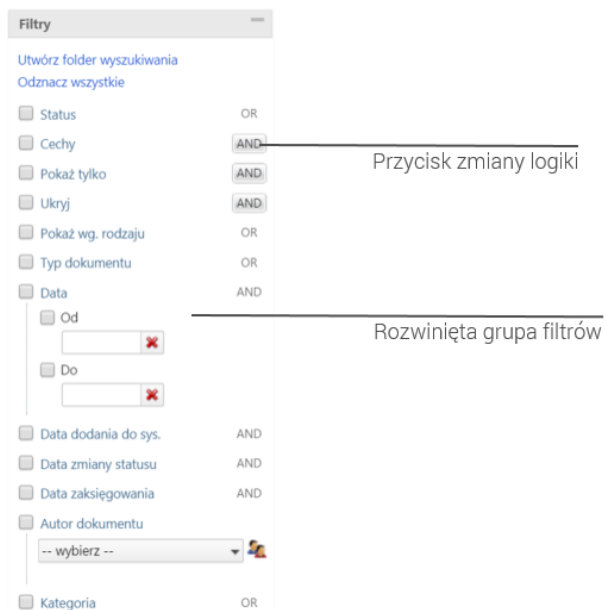 Filtry
Utwórz folder wyszukiwania
Odznacz wszystkie
Status OR
Cechy AND
Przycisk zmiany logiki
Pokaż tylko AND
Ukryj AND
Pokaż wg. rodzaju OR
Typ dokumentu OR
Data AND
Od
Rozwinięta grupa filtrów
Do
Data dodania do sys. AND
Data zmiany statusu AND
Data zaksięgowania AND
Autor dokumentu
-- wybierz --
Kategoria OR